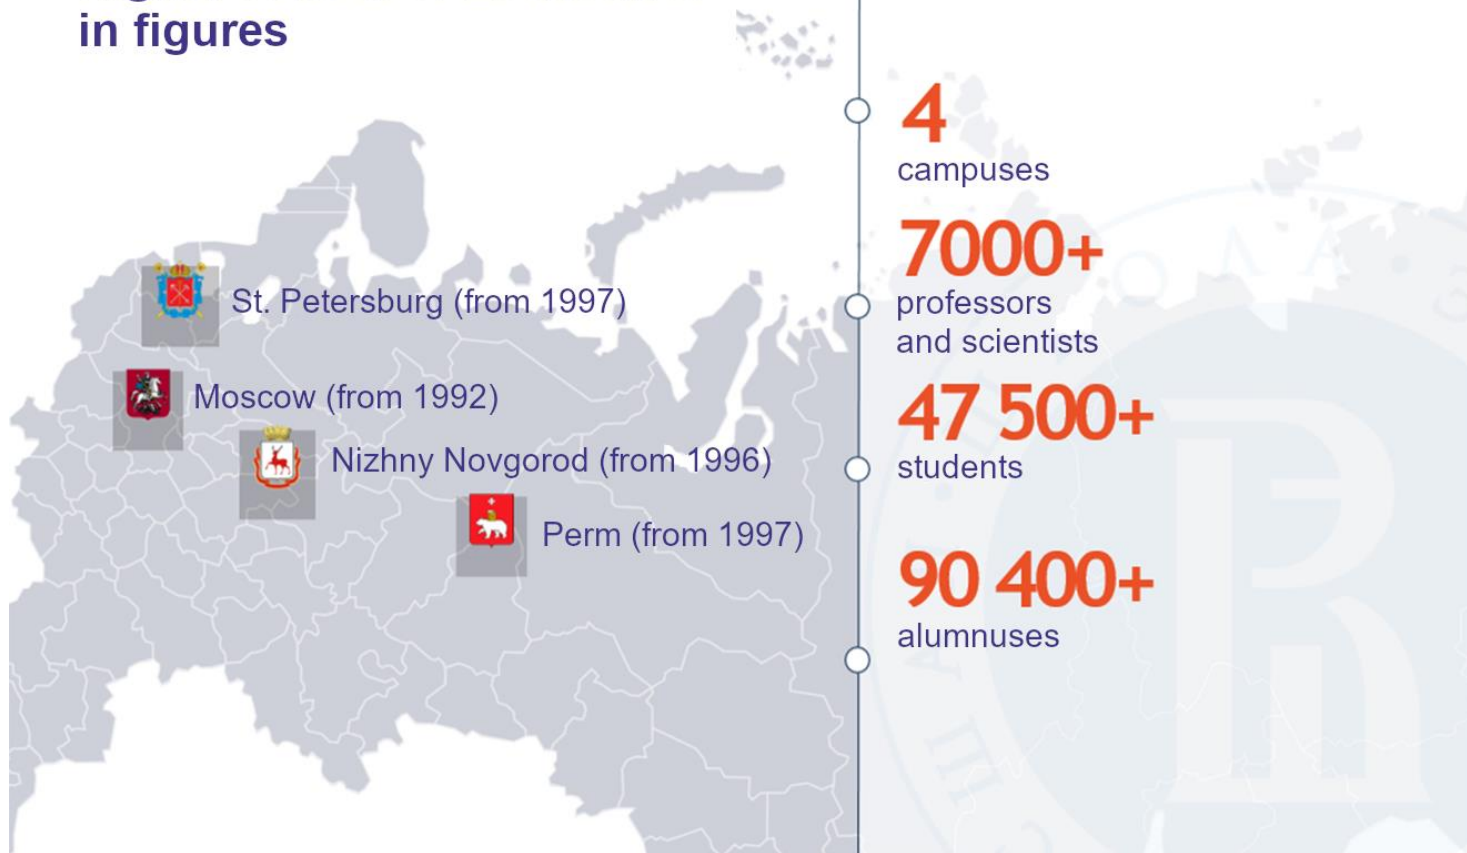 in figures
St. Petersburg (from 1997)
Moscow (from 1992)
Nizhny Novgorod (from 1996)
Perm (from 1997)
4
campuses
7000+
professors
and scientists
47 500+
students
90 400+
alumnuses